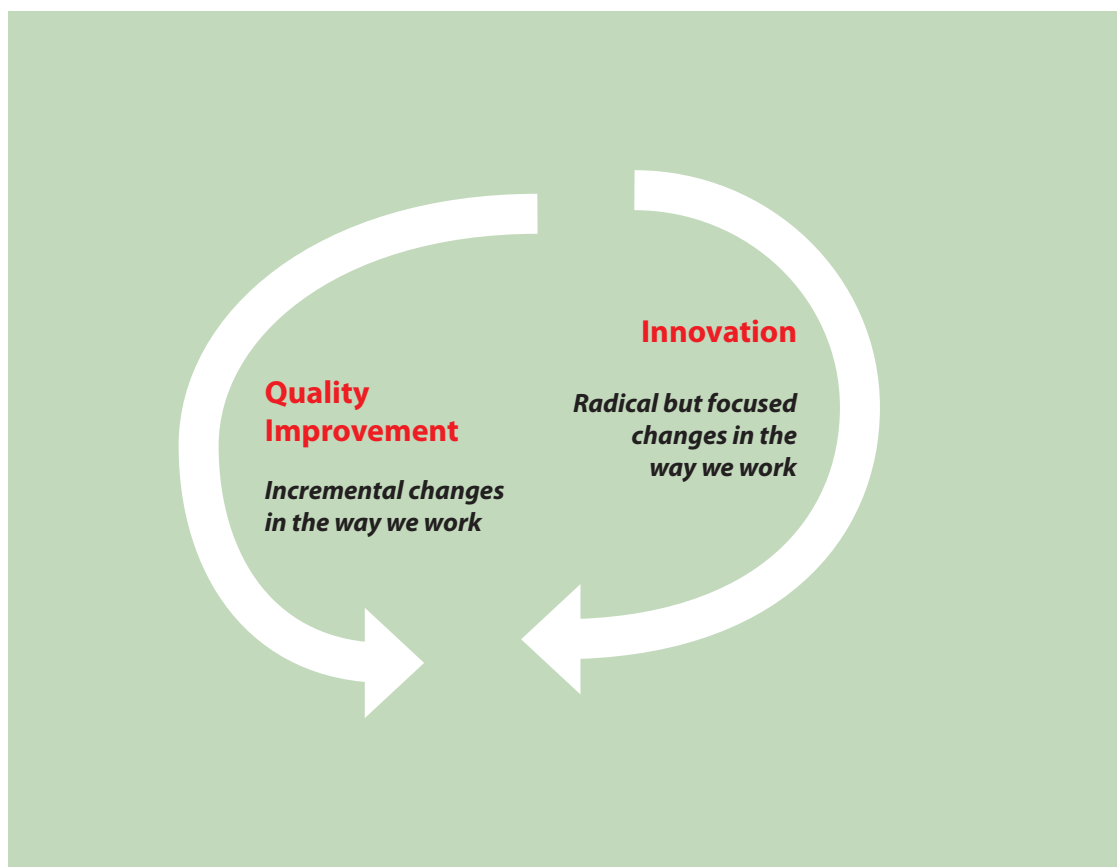 Quality
Improvement
Incremental changes
in the way we work
Innovation
Radical but focused
changes in the
way we work